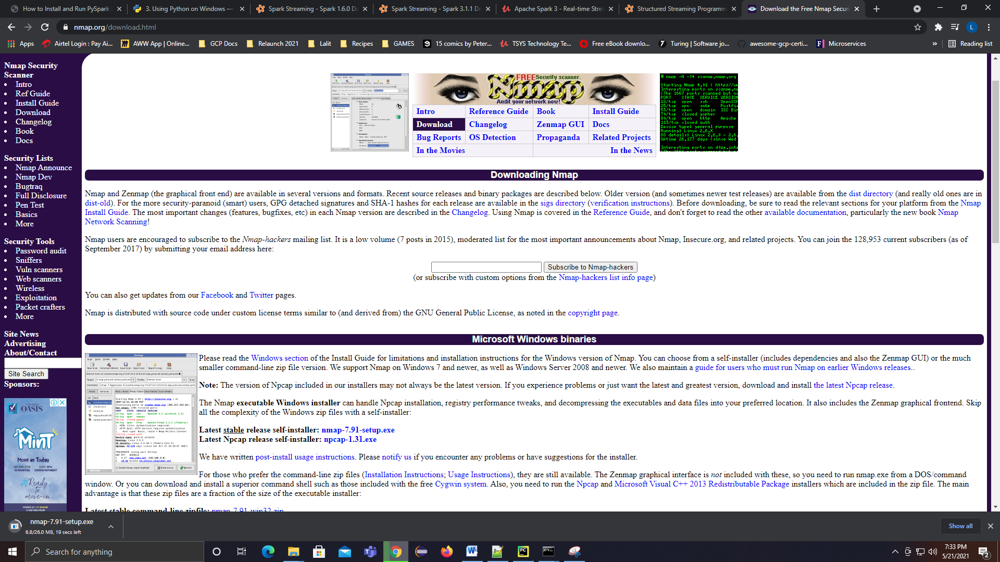 How to Install and Run PySpark i
3. Using Python on Windows —
Spark Streaming - Spark 1.6.0 Do
Spark Streaming - Spark 3.1.1 Do
Apache Spark 3 - Real-time Strea
Structured Streaming Programm
Download the Free Nmap Securi
nmap.org/download.html
L
Apps
Airtel Login : Pay Ai...
AWW App | Online...
GCP Docs
Relaunch 2021
Lalit
Recipes
GAMES
15 comics by Peter...
TSYS Technology Te...
Free eBook downlo...
Turing | Software jo...
awesome-gcp-certi...
Microservices
»
Reading list
Nmap Security
Scanner
• Intro
• Ref Guide
• Install Guide
• Download
• Changelog
• Book
• Docs
Security Lists
• Nmap Announce
• Nmap Dev
• Bugtraq
• Full Disclosure
• Pen Test
• Basics
• More
Security Tools
• Password audit
• Sniffers
• Vuln scanners
• Web scanners
• Wireless
• Exploitation
• Packet crafters
• More
Site News
Advertising
About/Contact
Site Search
Sponsors:
OASIS
MinT
Move in Today
NO EMI FOR 12 MONTHS
JUST 10% DOWN PAYMENT
Ready
to
move-in
HOMES AT J.P. NAGAR
STARTING FROM
FREE Security scanner.
Nmap
Audit your network now!
Intro Reference Guide Book Install Guide
Download Changelog Zenmap GUI Docs
Bug Reports OS Detection Propaganda Related Projects
In the Movies In the News
# nmap -A -T4 scanme.nmap.org
Starting Nmap 4.01 ( http://w
Interesting ports on scanme.nm
(The 1667 ports scanned but no
PORT STATE SERVICE VERSION
22/tcp open ssh OpenSSH
25/tcp open smtp Postfix
53/tcp open domain ISC Bin
70/tcp closed gopher
80/tcp open http Apache
113/tcp closed auth
Device type: general purpose
Running: Linux 2.6.X
OS details: Linux 2.6.0 - 2.6.
Uptime 26.177 days (since Wed
Interesting ports on d0ze.inte
Downloading Nmap
Nmap and Zenmap (the graphical front end) are available in several versions and formats. Recent source releases and binary packages are described below. Older version (and sometimes newer test releases) are available from the dist directory (and really old ones are in
dist-old). For the more security-paranoid (smart) users, GPG detached signatures and SHA-1 hashes for each release are available in the sigs directory (verification instructions). Before downloading, be sure to read the relevant sections for your platform from the Nmap
Install Guide. The most important changes (features, bugfixes, etc) in each Nmap version are described in the Changelog. Using Nmap is covered in the Reference Guide, and don't forget to read the other available documentation, particularly the new book Nmap
Network Scanning!
Nmap users are encouraged to subscribe to the Nmap-hackers mailing list. It is a low volume (7 posts in 2015), moderated list for the most important announcements about Nmap, Insecure.org, and related projects. You can join the 128,953 current subscribers (as of
September 2017) by submitting your email address here:
Subscribe to Nmap-hackers
(or subscribe with custom options from the Nmap-hackers list info page)
You can also get updates from our Facebook and Twitter pages.
Nmap is distributed with source code under custom license terms similar to (and derived from) the GNU General Public License, as noted in the copyright page.
Microsoft Windows binaries
Please read the Windows section of the Install Guide for limitations and installation instructions for the Windows version of Nmap. You can choose from a self-installer (includes dependencies and also the Zenmap GUI) or the much
smaller command-line zip file version. We support Nmap on Windows 7 and newer, as well as Windows Server 2008 and newer. We also maintain a guide for users who must run Nmap on earlier Windows releases..
Note: The version of Npcap included in our installers may not always be the latest version. If you experience problems or just want the latest and greatest version, download and install the latest Npcap release.
The Nmap executable Windows installer can handle Npcap installation, registry performance tweaks, and decompressing the executables and data files into your preferred location. It also includes the Zenmap graphical frontend. Skip
all the complexity of the Windows zip files with a self-installer:
Latest stable release self-installer: nmap-7.91-setup.exe
Latest Npcap release self-installer: npcap-1.31.exe
We have written post-install usage instructions. Please notify us if you encounter any problems or have suggestions for the installer.
For those who prefer the command-line zip files (Installation Instructions; Usage Instructions), they are still available. The Zenmap graphical interface is not included with these, so you need to run nmap.exe from a DOS/command
window. Or you can download and install a superior command shell such as those included with the free Cygwin system. Also, you need to run the Npcap and Microsoft Visual C++ 2013 Redistributable Package installers which are included in the zip file. The main
advantage is that these zip files are a fraction of the size of the executable installer:
Latest stable command-line zipfile: nmap-7.91-win32.zip
nmap-7.91-setup.exe
6.8/26.0 MB, 19 secs left
Show all
Search for anything
7:33 PM
5/21/2021
2